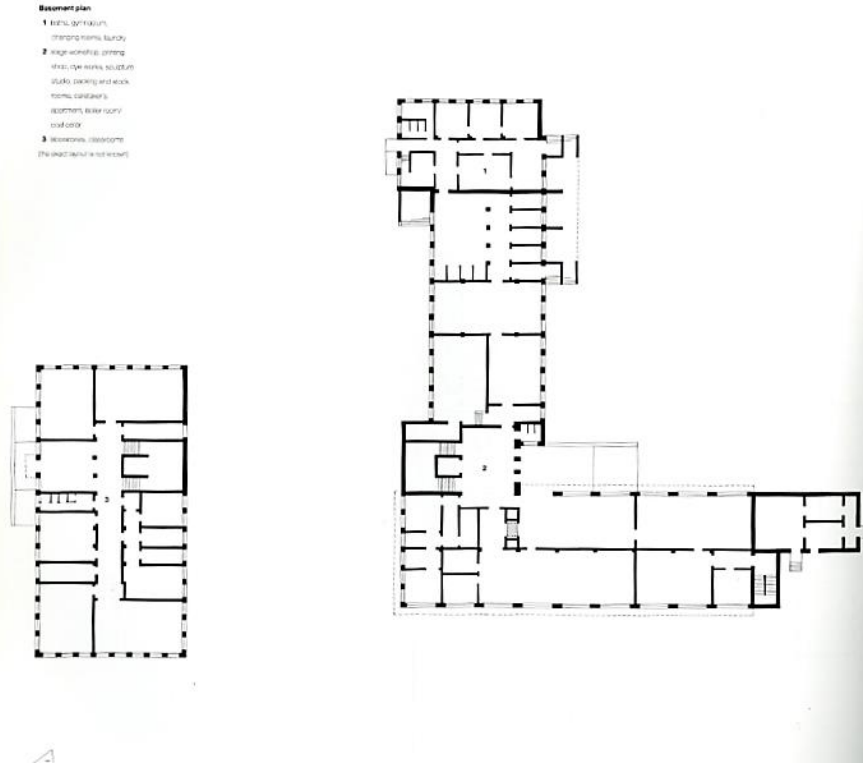 Basement plan
1 baths, gymnasium,
changing rooms, laundry
2 stage workshop, printing
shop, dye works, sculpture
studio, packing and stock
rooms, caretaker's
apartment, boiler room/
coal cellar
3 laboratories, classrooms
(the exact layout is not known)
1
2
3